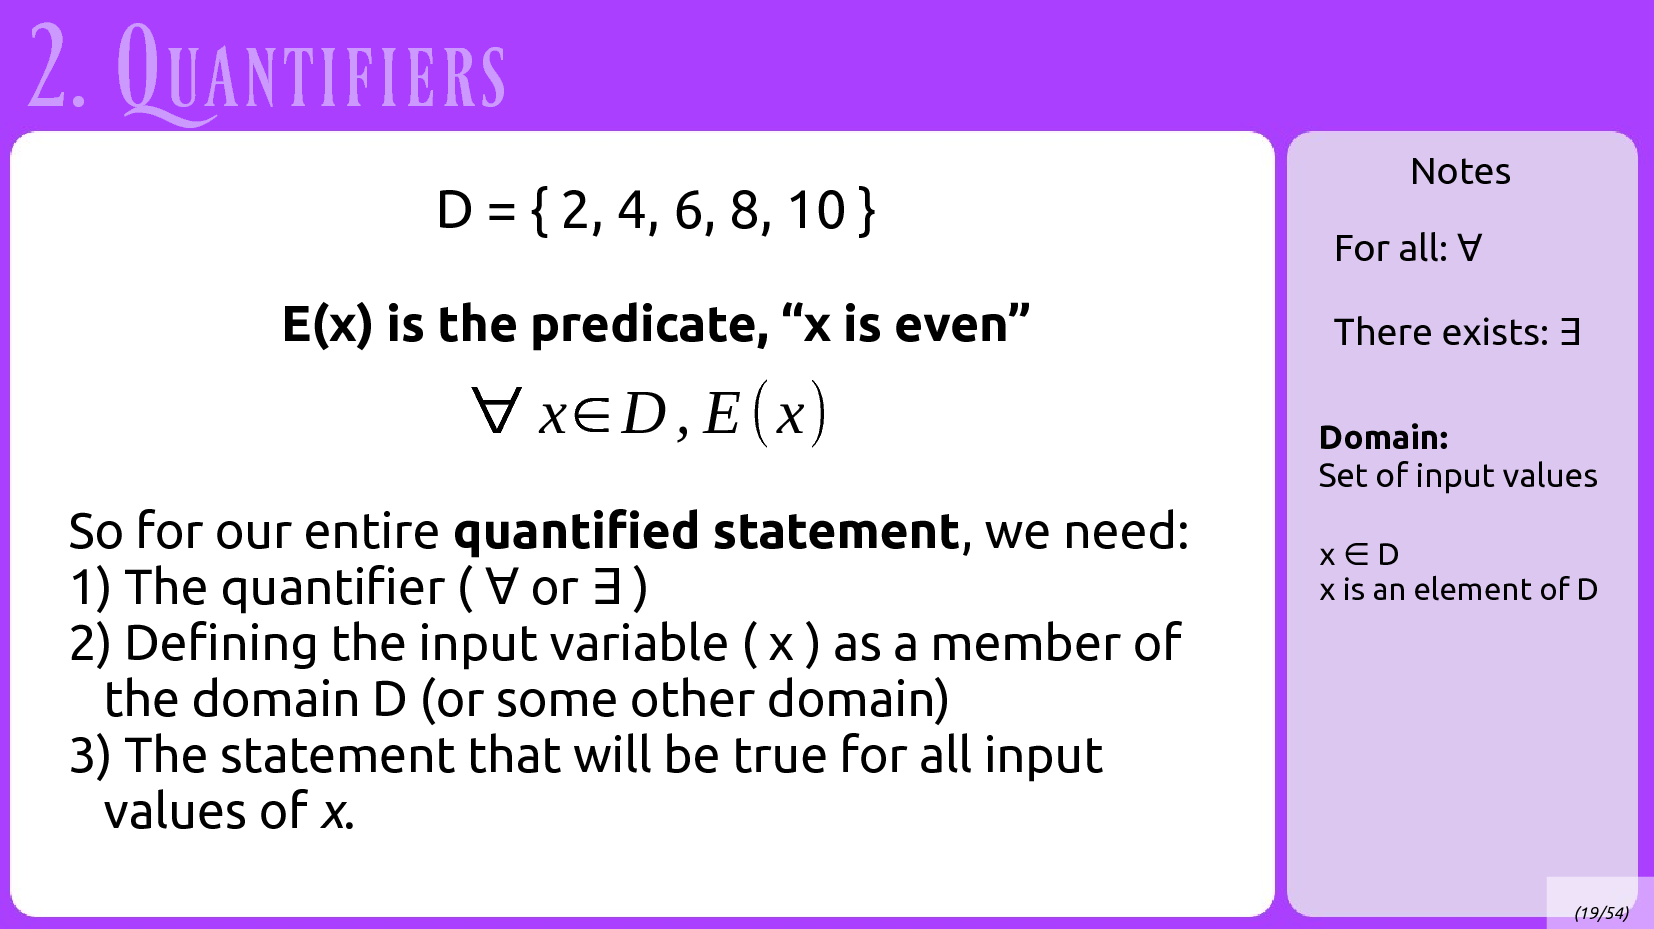 2. Quantifiers
D = { 2, 4, 6, 8, 10 }
E(x) is the predicate, “x is even”
∀ x∈D , E(x)
So for our entire quantified statement, we need:
1) The quantifier ( ∀ or ∃ )
2) Defining the input variable ( x ) as a member of
the domain D (or some other domain)
3) The statement that will be true for all input
values of x.
Notes
For all: ∀
There exists: ∃
Domain:
Set of input values
x ∈ D
x is an element of D
(19/54)